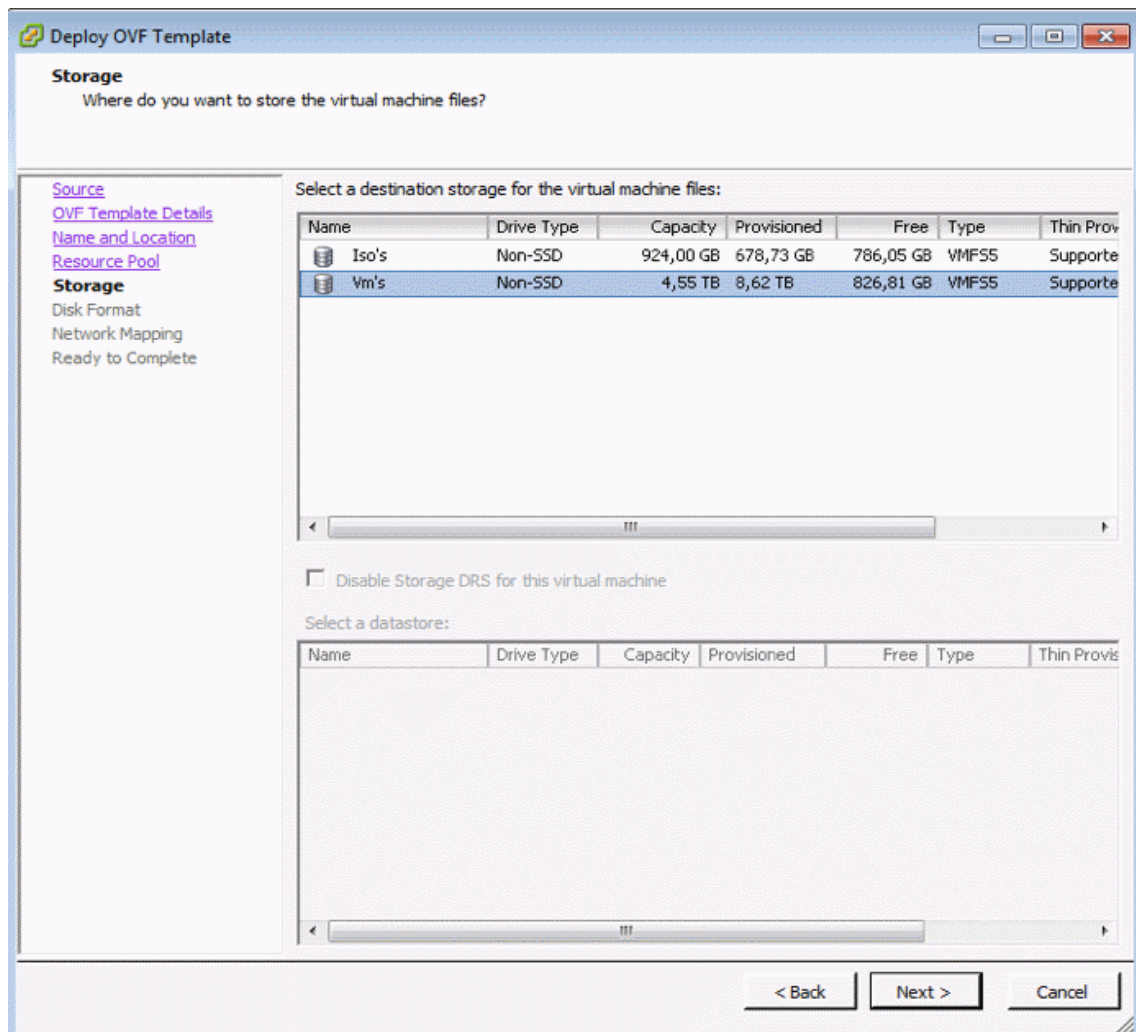 Deploy OVF Template
Storage
Where do you want to store the virtual machine files?
Source
OVF Template Details
Name and Location
Resource Pool
Storage
Disk Format
Network Mapping
Ready to Complete
Select a destination storage for the virtual machine files:
Name Drive Type Capacity Provisioned Free Type Thin Prov
Iso's Non-SSD 924,00 GB 678,73 GB 786,05 GB VMFS5 Supporte
Vm's Non-SSD 4,55 TB 8,62 TB 826,81 GB VMFS5 Supporte
Disable Storage DRS for this virtual machine
Select a datastore:
Name Drive Type Capacity Provisioned Free Type Thin Provis
< Back Next > Cancel